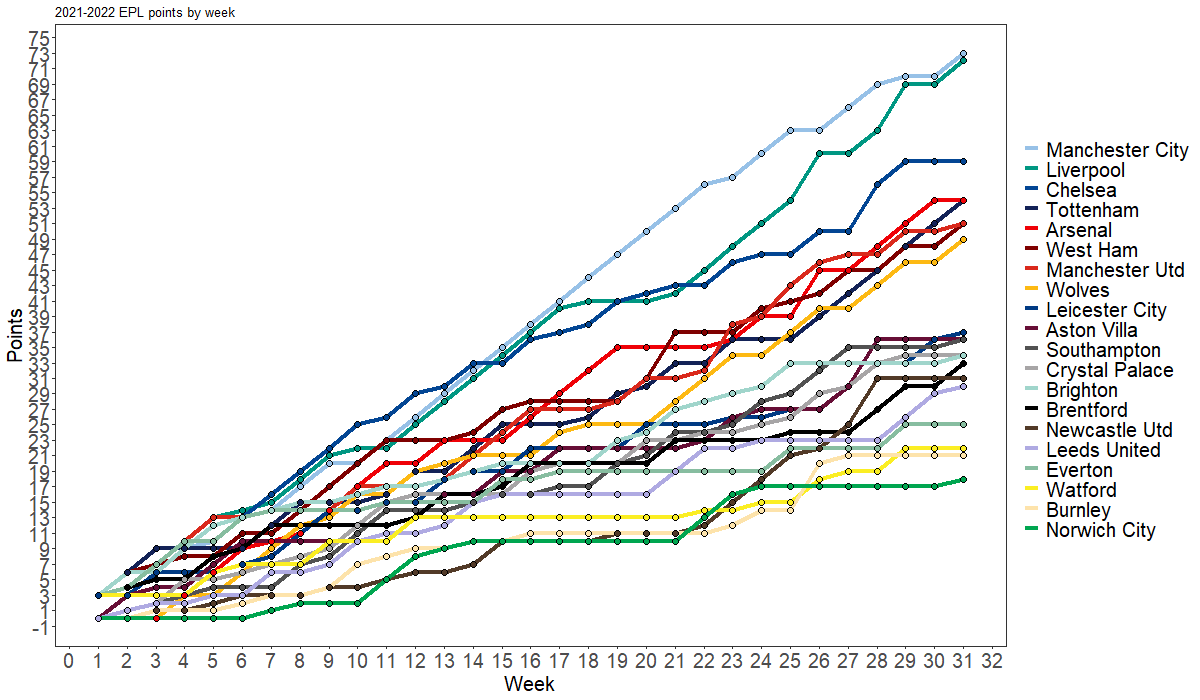 2021-2022 EPL points by week
Points
75
73
71
69
67
65
63
61
59
57
55
53
51
49
47
45
43
41
39
37
35
33
31
29
27
25
23
21
19
17
15
13
11
9
7
5
3
1
-1
0 1 2 3 4 5 6 7 8 9 10 11 12 13 14 15 16 17 18 19 20 21 22 23 24 25 26 27 28 29 30 31 32
Week
Manchester City
Liverpool
Chelsea
Tottenham
Arsenal
West Ham
Manchester Utd
Wolves
Leicester City
Aston Villa
Southampton
Crystal Palace
Brighton
Brentford
Newcastle Utd
Leeds United
Everton
Watford
Burnley
Norwich City